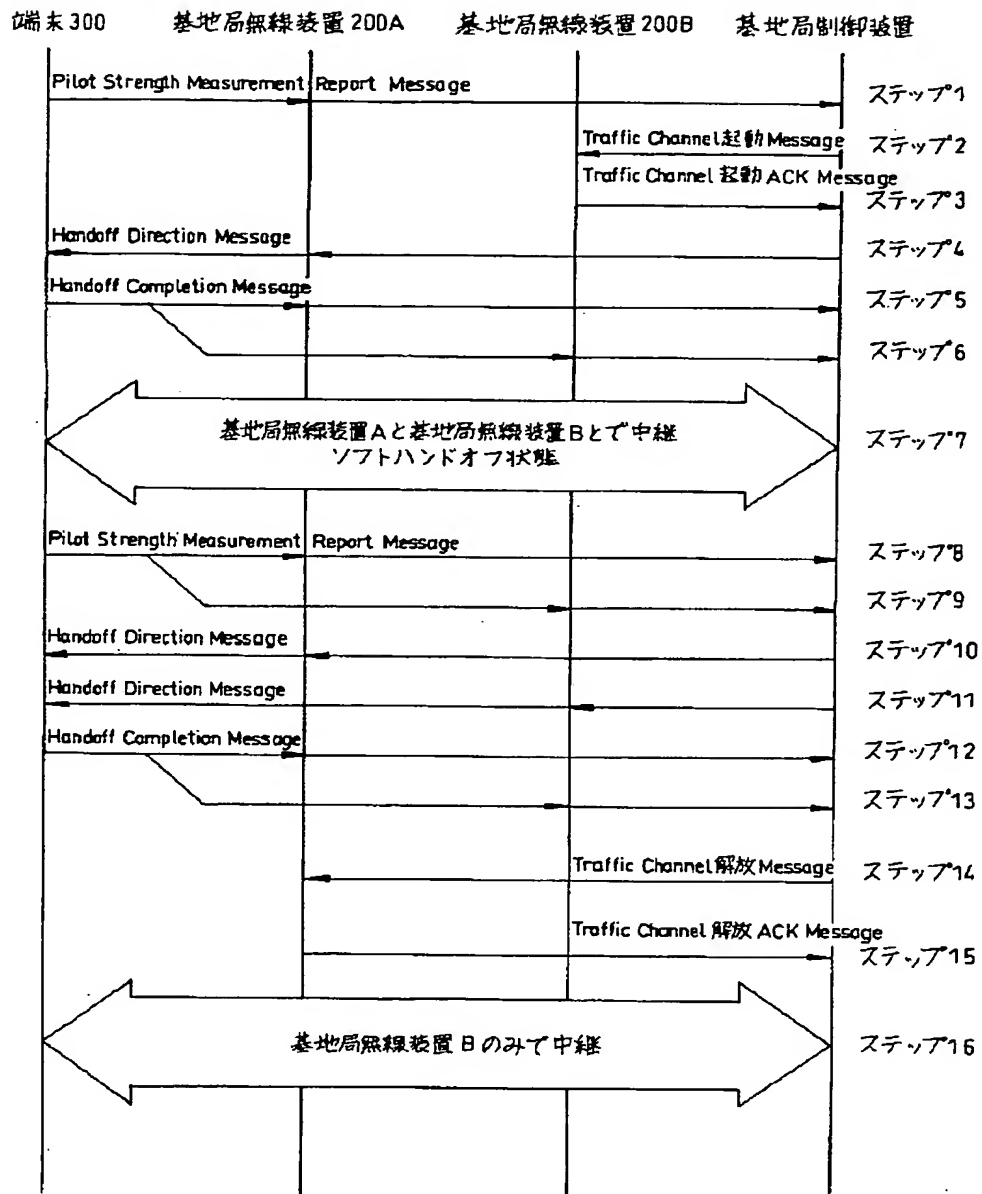 端末300 基地局無線装置200A 基地局無線装置200B 基地局制御装置
Pilot Strength Measurement Report Message ステップ1
Traffic Channel起動Message ステップ2
Traffic Channel起動ACK Message
ステップ3
Handoff Direction Message ステップ4
Handoff Completion Message ステップ5
ステップ6
基地局無線装置Aと基地局無線装置Bとで中継
ソフトハンドオフ状態
ステップ7
Pilot Strength Measurement Report Message ステップ8
ステップ9
Handoff Direction Message ステップ10
Handoff Direction Message ステップ11
Handoff Completion Message ステップ12
ステップ13
Traffic Channel解放Message ステップ14
Traffic Channel解放ACK Message
ステップ15
基地局無線装置Bのみで中継 ステップ16